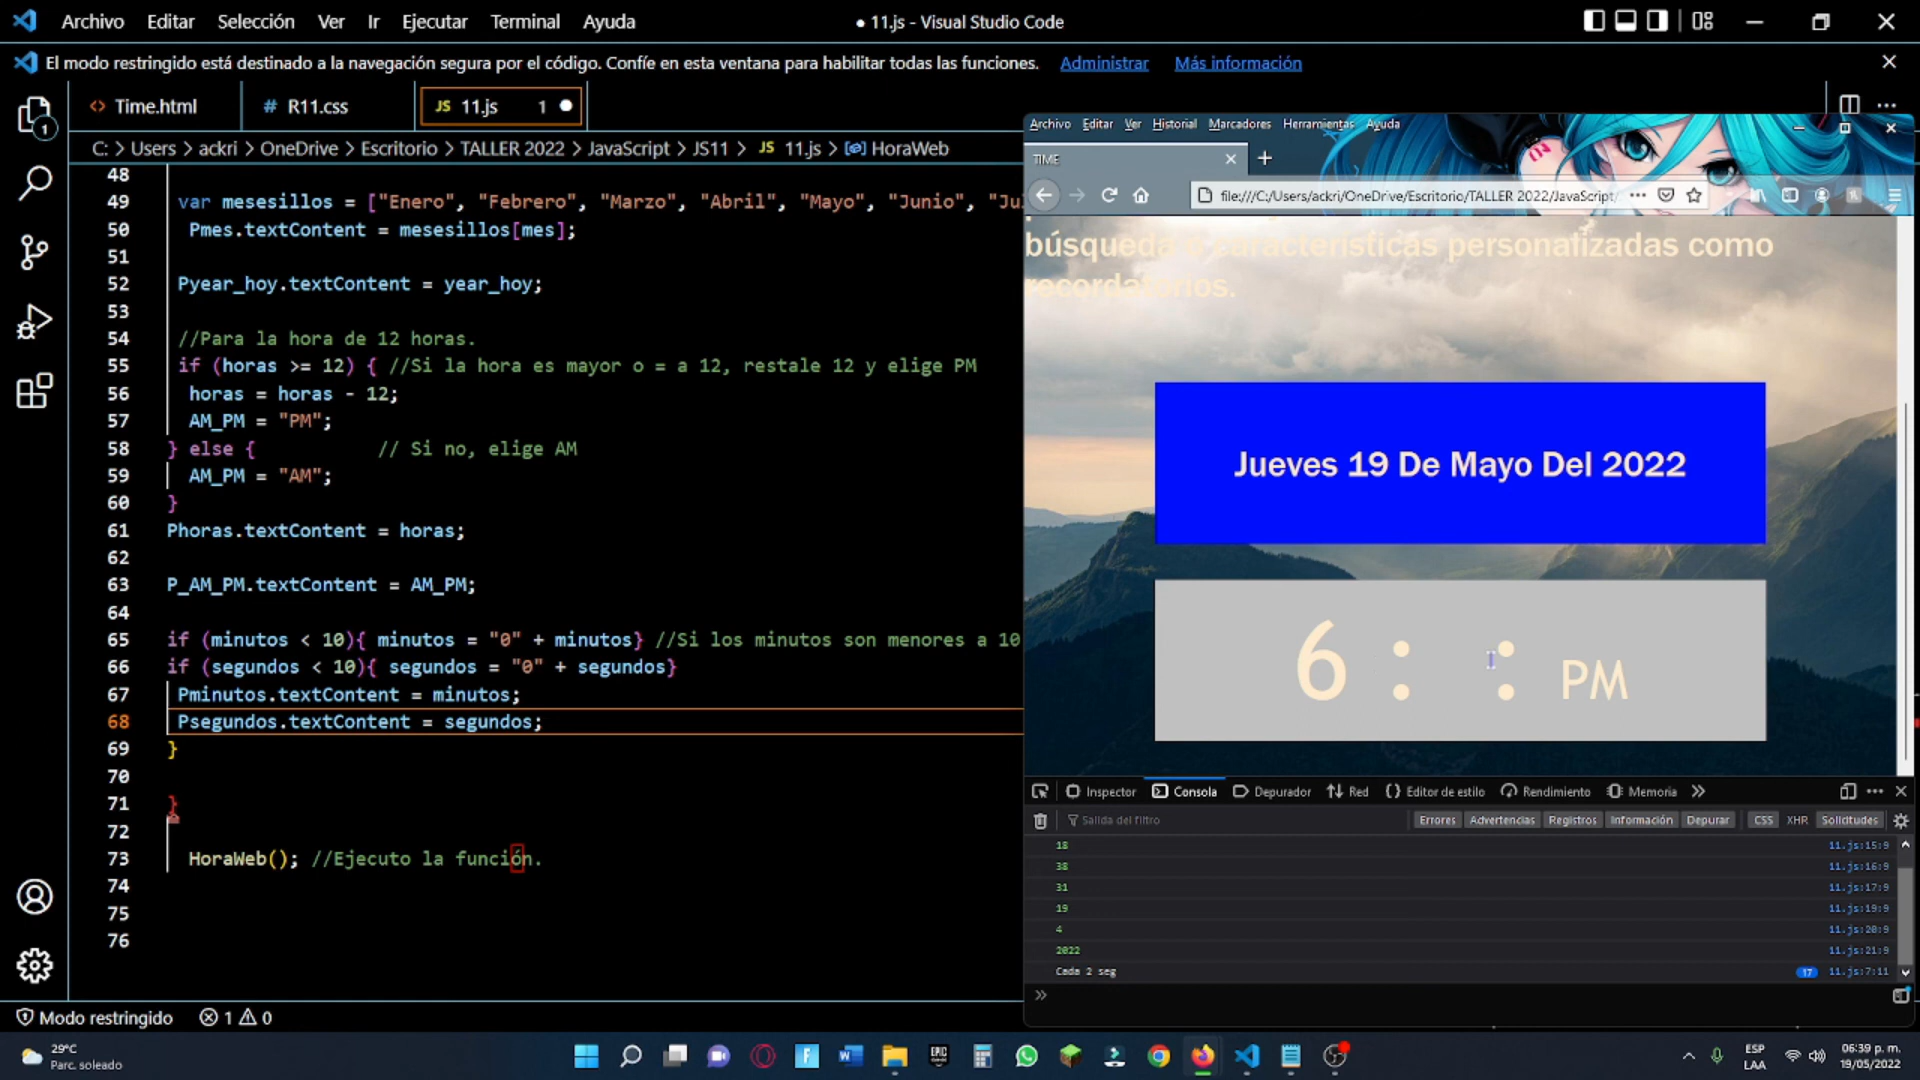 Archivo Editar Selección Ver Ir Ejecutar Terminal Ayuda
● 11.js - Visual Studio Code
El modo restringido está destinado a la navegación segura por el código. Confíe en esta ventana para habilitar todas las funciones. Administrar Más información
<> Time.html # R11.css JS 11.js 1 ●
C: > Users > ackri > OneDrive > Escritorio > TALLER 2022 > JavaScript > JS11 > JS 11.js > HoraWeb
1
48
49 var mesesillos = ["Enero", "Febrero", "Marzo", "Abril", "Mayo", "Junio", "Ju
50 Pmes.textContent = mesesillos[mes];
51
52 Pyear_hoy.textContent = year_hoy;
53
54 //Para la hora de 12 horas.
55 if (horas >= 12) { //Si la hora es mayor o = a 12, restale 12 y elige PM
56 horas = horas - 12;
57 AM_PM = "PM";
58 } else { // Si no, elige AM
59 AM_PM = "AM";
60 }
61 Phoras.textContent = horas;
62
63 P_AM_PM.textContent = AM_PM;
64
65 if (minutos < 10){ minutos = "0" + minutos} //Si los minutos son menores a 10
66 if (segundos < 10){ segundos = "0" + segundos}
67 Pminutos.textContent = minutos;
68 Psegundos.textContent = segundos;
69 }
70
71 }
72
73 HoraWeb(); //Ejecuto la función.
74
75
76
Modo restringido 1 0
Archivo Editar Ver Historial Marcadores Herramientas Ayuda
TIME
file:///C:/Users/ackri/OneDrive/Escritorio/TALLER 2022/JavaScript/
búsqueda o características personalizadas como
recordatorios.
Jueves 19 De Mayo Del 2022
6 : : PM
Inspector Consola Depurador Red Editor de estilo Rendimiento Memoria
Salida del filtro Errores Advertencias Registros Información Depurar CSS XHR Solicitudes
18 11.js:15:9
38 11.js:16:9
31 11.js:17:9
19 11.js:19:9
4 11.js:20:9
2022 11.js:21:9
Cada 2 seg 17 11.js:7:11
29°C
Parc. soleado
EPIC
ESP
LAA
06:39 p. m.
19/05/2022